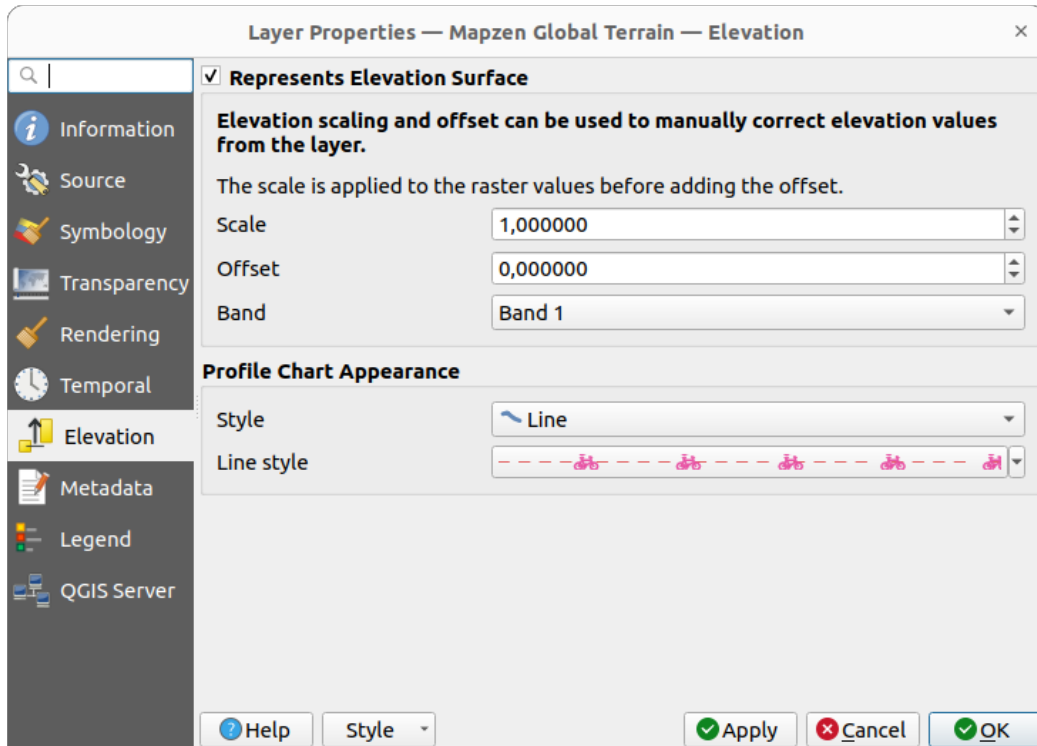 Layer Properties — Mapzen Global Terrain — Elevation
Information
Source
Symbology
Transparency
Rendering
Temporal
Elevation
Metadata
Legend
QGIS Server
Represents Elevation Surface
Elevation scaling and offset can be used to manually correct elevation values
from the layer.
The scale is applied to the raster values before adding the offset.
Scale 1,000000
Offset 0,000000
Band Band 1
Profile Chart Appearance
Style Line
Line style
Help Style Apply Cancel OK